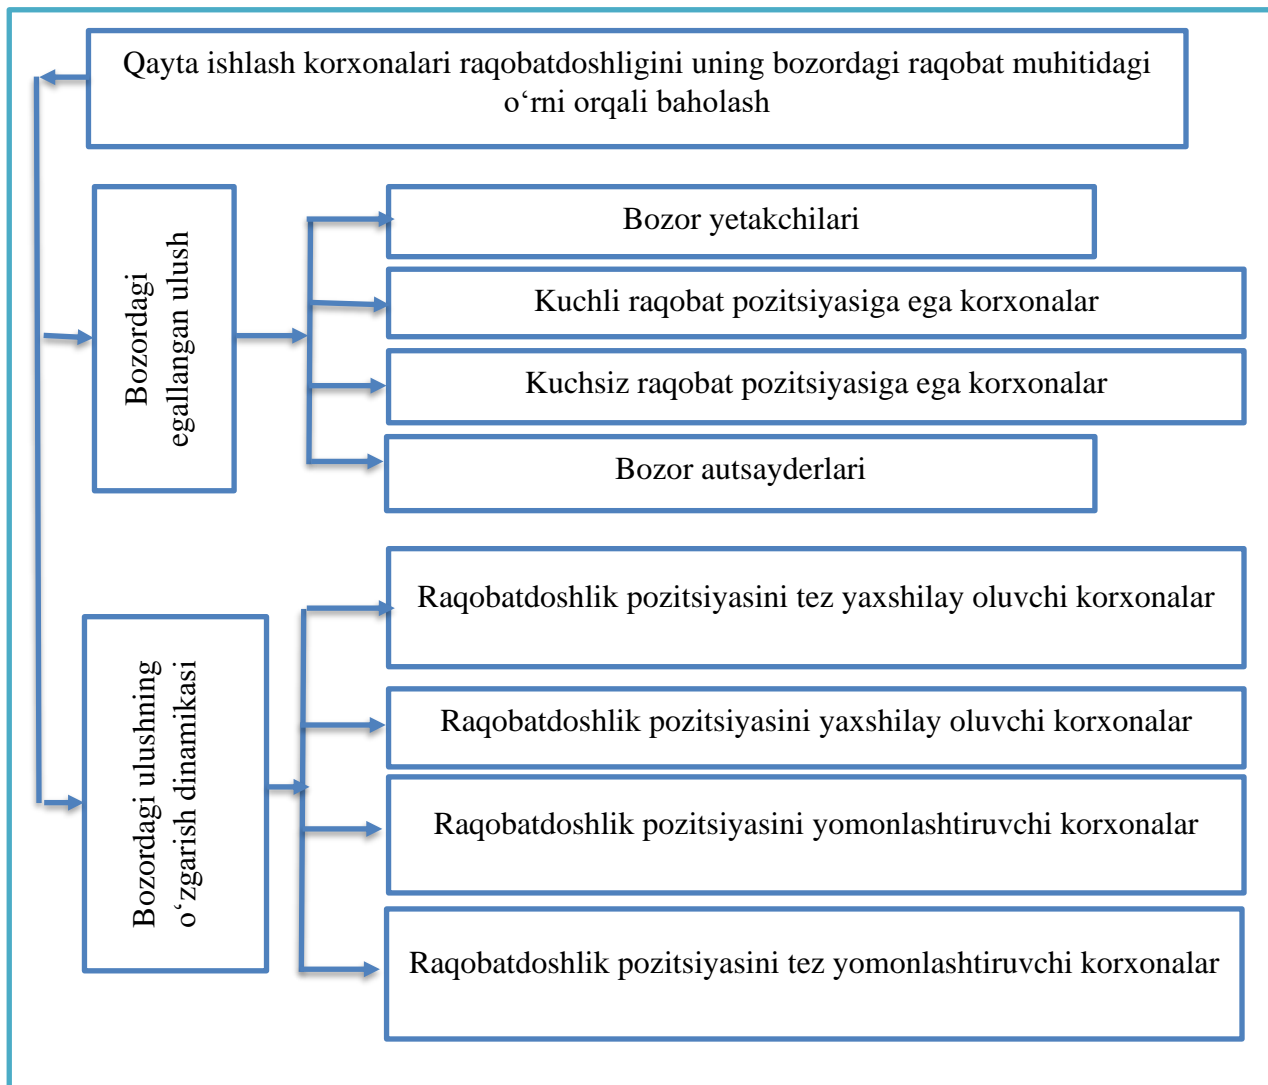 Qayta ishlash korxonalari raqobatdoshligini uning bozordagi raqobat muhitidagi
o‘rni orqali baholash
Bozordagi
egallangan ulush
Bozor yetakchilari
Kuchli raqobat pozitsiyasiga ega korxonalar
Kuchsiz raqobat pozitsiyasiga ega korxonalar
Bozor autsayderlari
Bozordagi ulushning
o‘zgarish dinamikasi
Raqobatdoshlik pozitsiyasini tez yaxshilay oluvchi korxonalar
Raqobatdoshlik pozitsiyasini yaxshilay oluvchi korxonalar
Raqobatdoshlik pozitsiyasini yomonlashtiruvchi korxonalar
Raqobatdoshlik pozitsiyasini tez yomonlashtiruvchi korxonalar